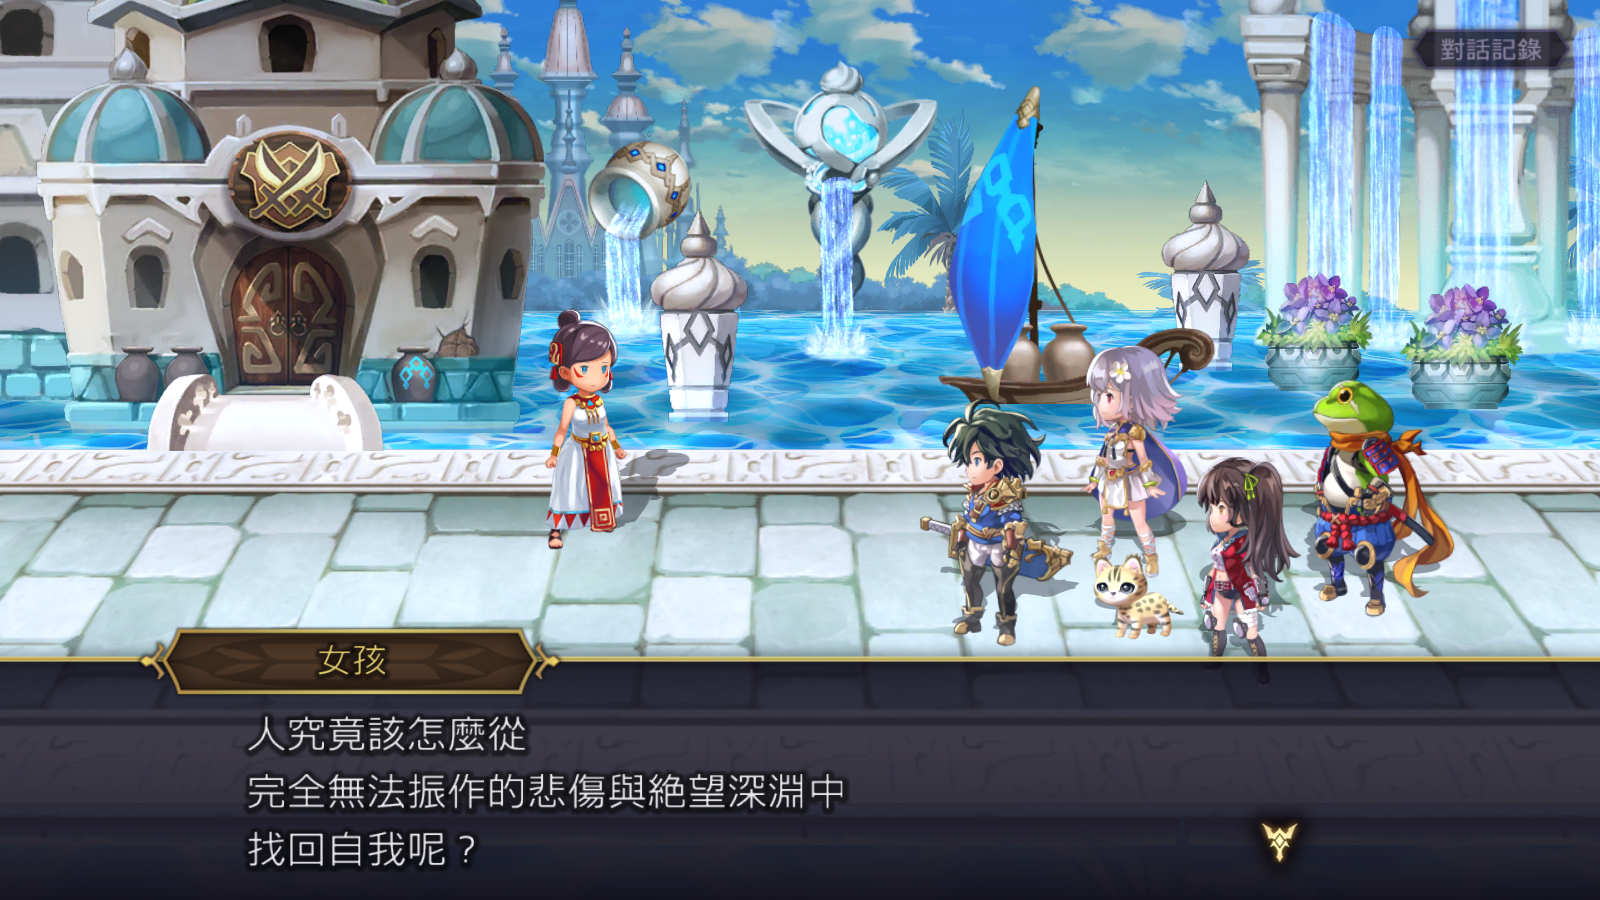 對話記錄
女孩
人究竟該怎麼從
完全無法振作的悲傷與絕望深淵中
找回自我呢？